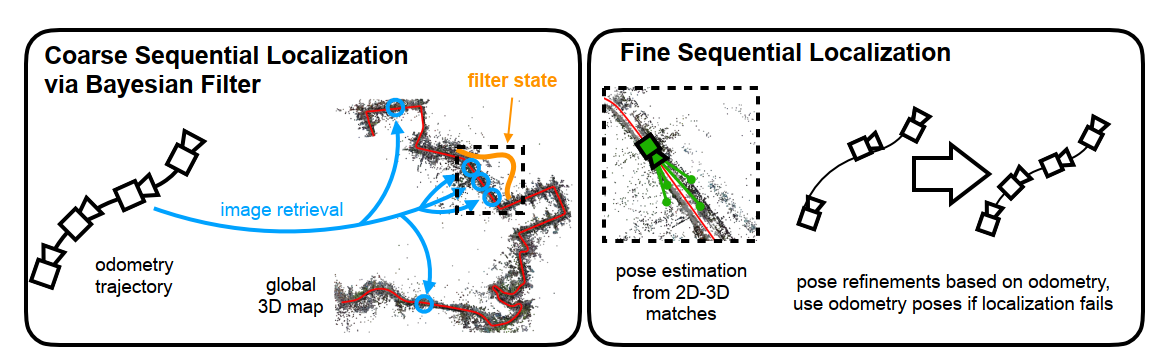 Coarse Sequential Localization
via Bayesian Filter
filter state
image retrieval
odometry
trajectory
global
3D map
Fine Sequential Localization
pose estimation
from 2D-3D
matches
pose refinements based on odometry,
use odometry poses if localization fails